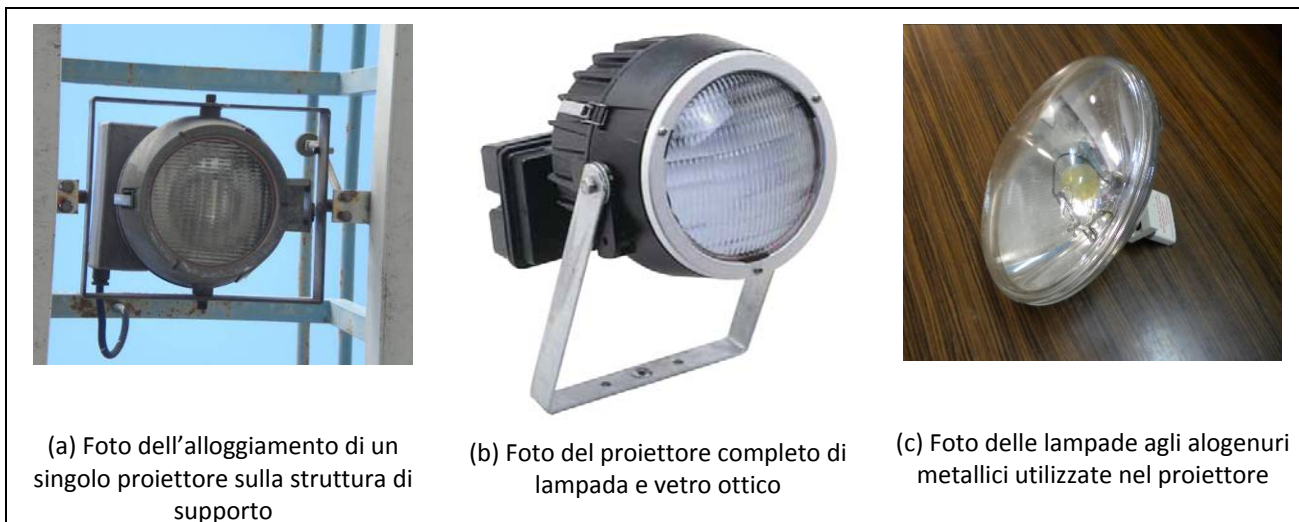 (a) Foto dell’alloggiamento di un
singolo proiettore sulla struttura di
supporto
(b) Foto del proiettore completo di
lampada e vetro ottico
(c) Foto delle lampade agli alogenuri
metallici utilizzate nel proiettore